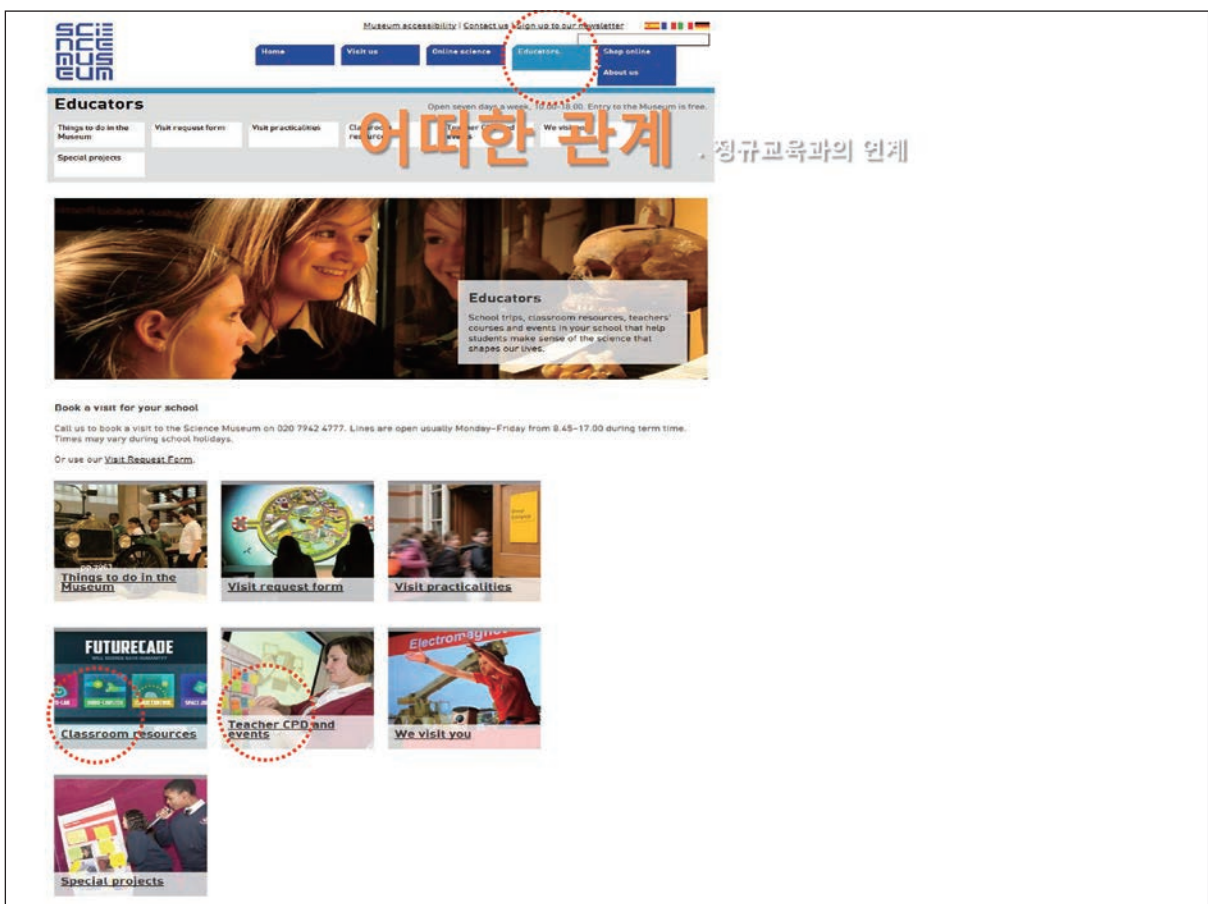 SCiENCE MUSEUM
Museum accessibility | Contact us | Sign up to our newsletter
Home
Visit us
Online science
Educators
Shop online
About us
Educators
Open seven days a week, 10.00–18.00. Entry to the Museum is free.
Things to do in the
Museum
Visit request form
Visit practicalities
Classroom
resources
Teacher CPD and
events
We visit you
Special projects
어떠한 관계
. 정규교육과의 연계
Educators
School trips, classroom resources, teachers'
courses and events in your school that help
students make sense of the science that
shapes our lives.
Book a visit for your school
Call us to book a visit to the Science Museum on 020 7942 4777. Lines are open usually Monday–Friday from 8.45–17.00 during term time.
Times may vary during school holidays.
Or use our Visit Request Form.
Things to do in the
Museum
Visit request form
Visit practicalities
FUTURECADE
Classroom resources
Teacher CPD and
events
Electromagnet
We visit you
Special projects